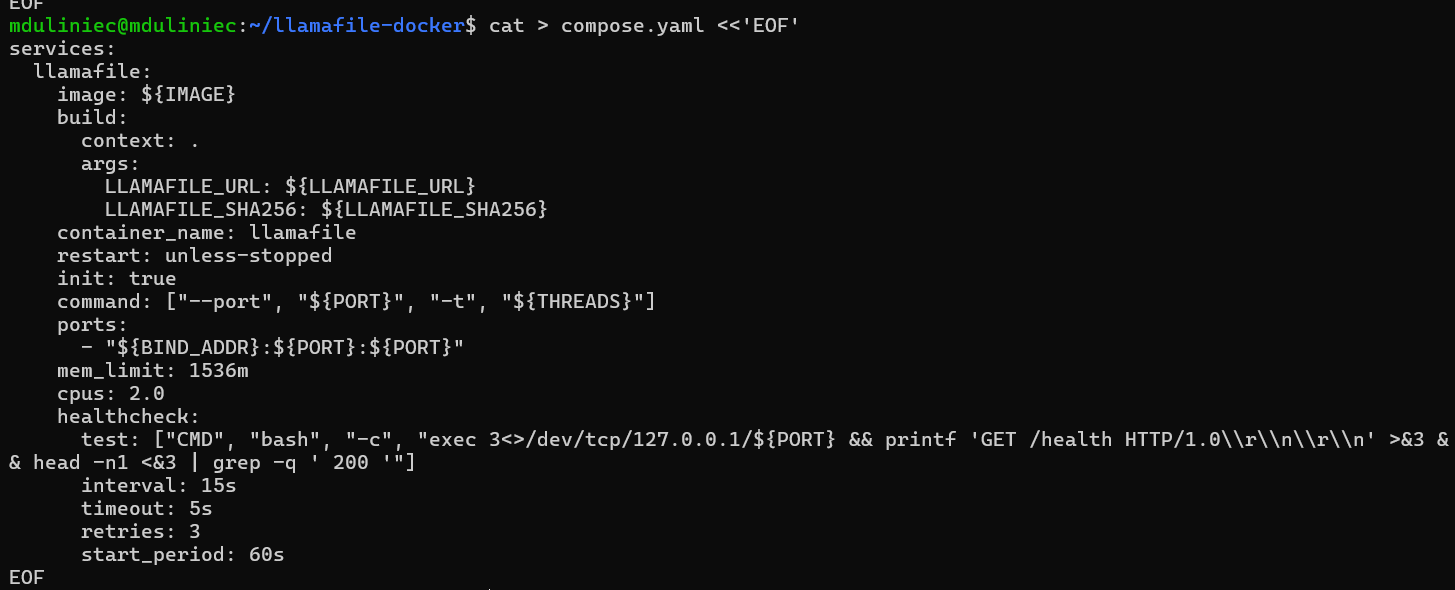 EOF
mduliniec@mduliniec:~/llamafile-docker$ cat > compose.yaml <<'EOF'
services:
  llamafile:
    image: ${IMAGE}
    build:
      context: .
      args:
        LLAMAFILE_URL: ${LLAMAFILE_URL}
        LLAMAFILE_SHA256: ${LLAMAFILE_SHA256}
    container_name: llamafile
    restart: unless-stopped
    init: true
    command: ["--port", "${PORT}", "-t", "${THREADS}"]
    ports:
      - "${BIND_ADDR}:${PORT}:${PORT}"
    mem_limit: 1536m
    cpus: 2.0
    healthcheck:
      test: ["CMD", "bash", "-c", "exec 3<>/dev/tcp/127.0.0.1/${PORT} && printf 'GET /health HTTP/1.0\\r\\n\\r\\n' >&3 &
& head -n1 <&3 | grep -q ' 200 '"]
      interval: 15s
      timeout: 5s
      retries: 3
      start_period: 60s
EOF